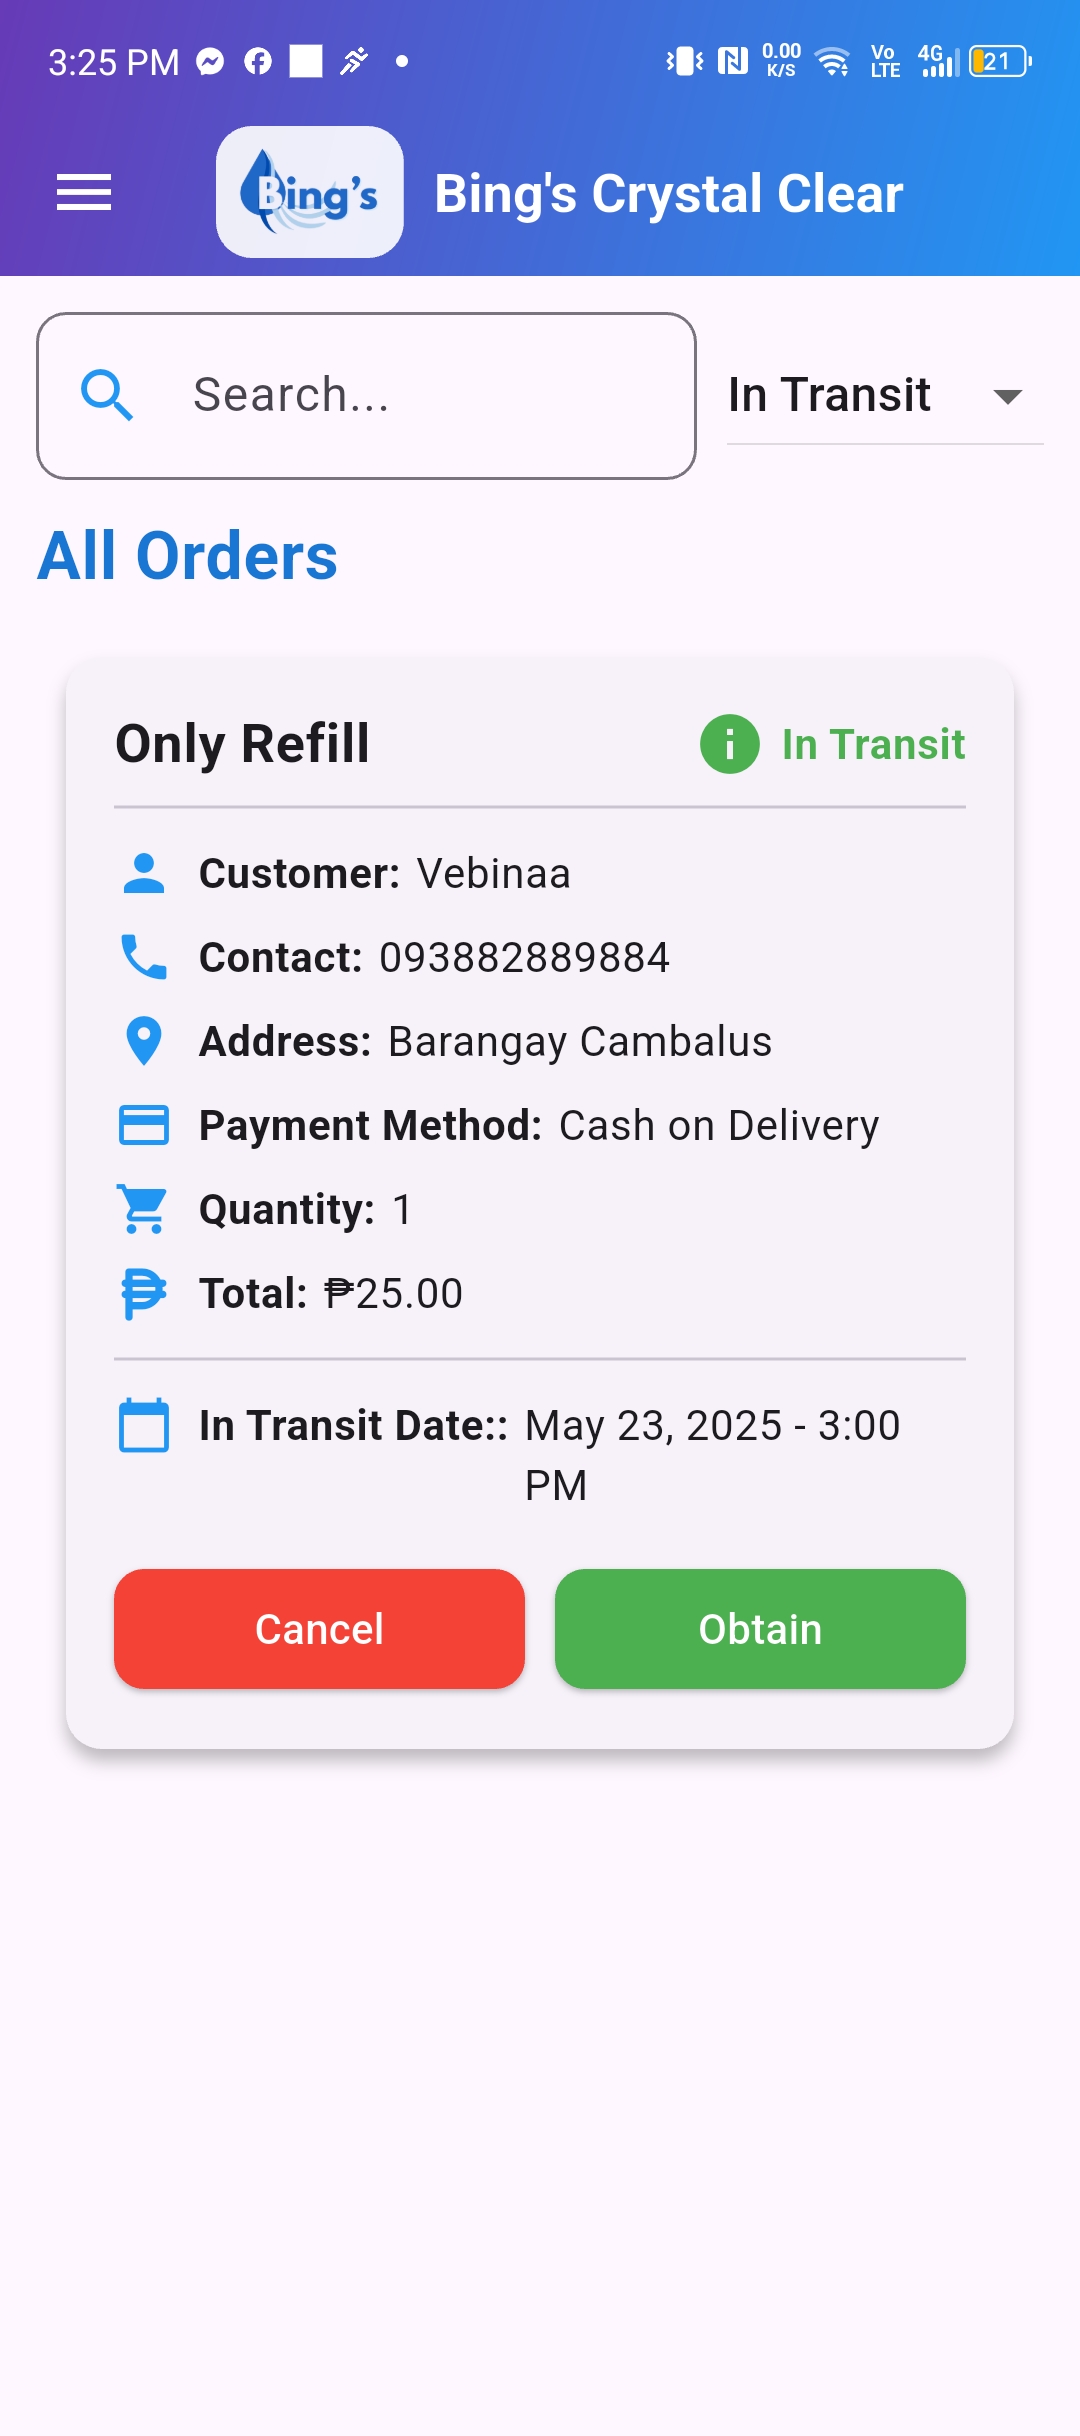 3:25 PM
0.00
K/S
Vo
LTE
4G
21
Bing's
Bing's Crystal Clear
Search...
In Transit
All Orders
Only Refill
In Transit
Customer: Vebinaa
Contact: 093882889884
Address: Barangay Cambalus
Payment Method: Cash on Delivery
Quantity: 1
Total: ₱25.00
In Transit Date:: May 23, 2025 - 3:00
PM
Cancel
Obtain